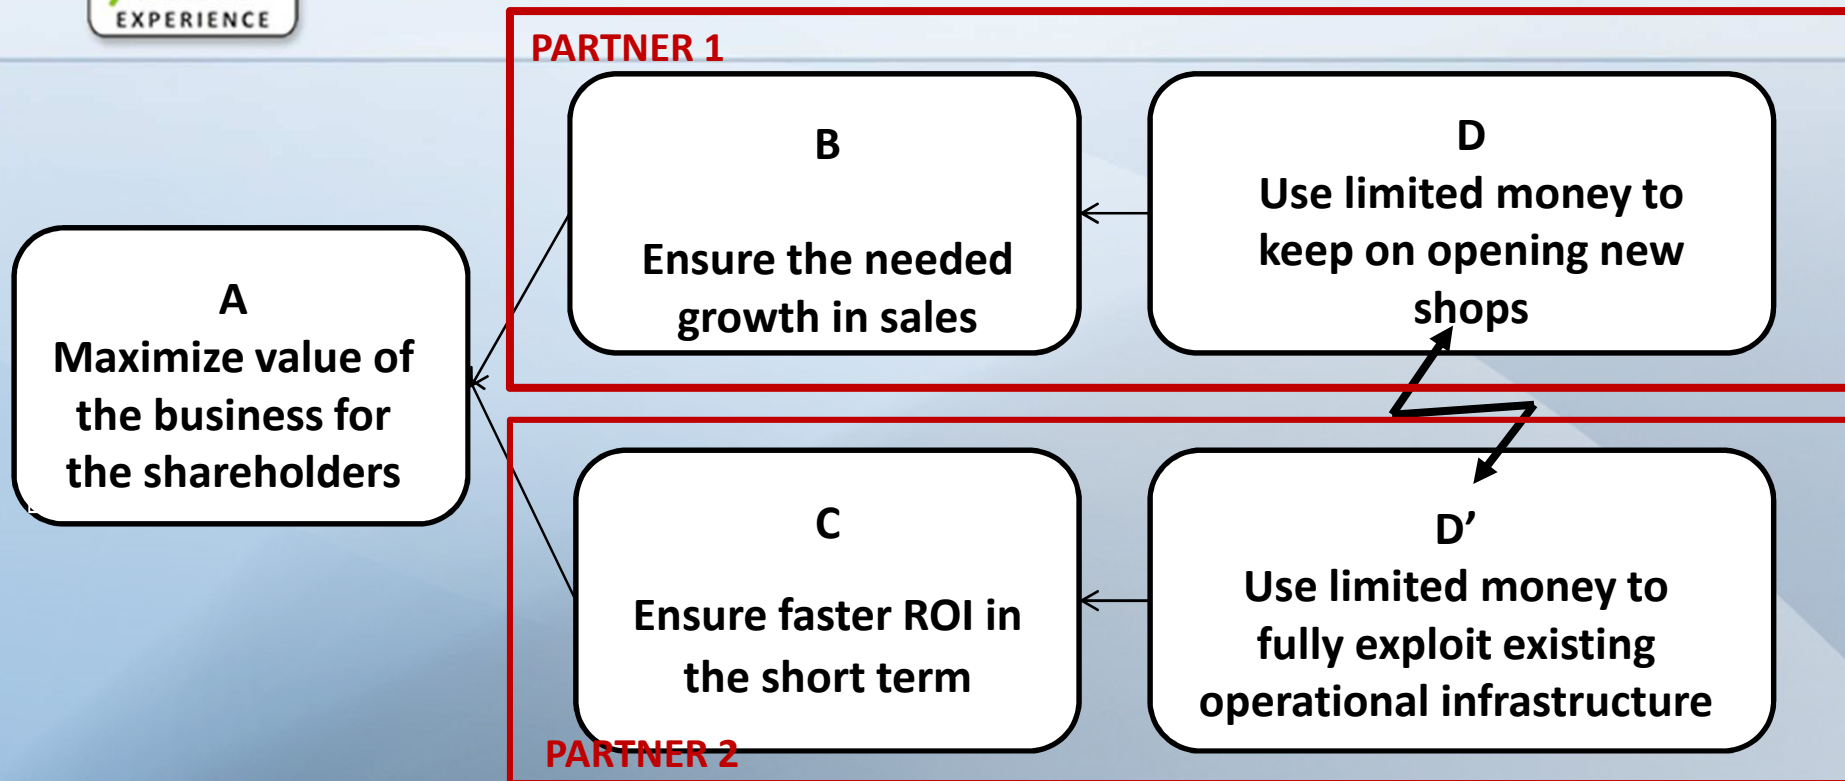 EXPERIENCE
PARTNER 1
B
Ensure the needed
growth in sales
D
Use limited money to
keep on opening new
shops
A
Maximize value of
the business for
the shareholders
C
Ensure faster ROI in
the short term
D’
Use limited money to
fully exploit existing
operational infrastructure
PARTNER 2